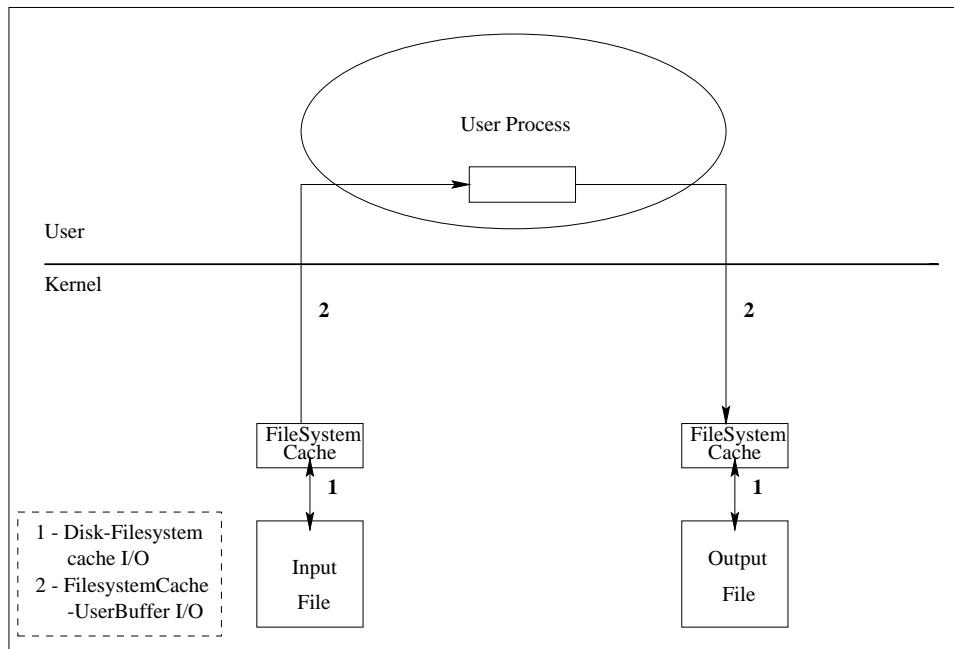 User Process
User
Kernel
2
2
FileSystem
Cache
FileSystem
Cache
1
1
1 - Disk-Filesystem
cache I/O
2 - FilesystemCache
-UserBuffer I/O
Input
File
Output
File